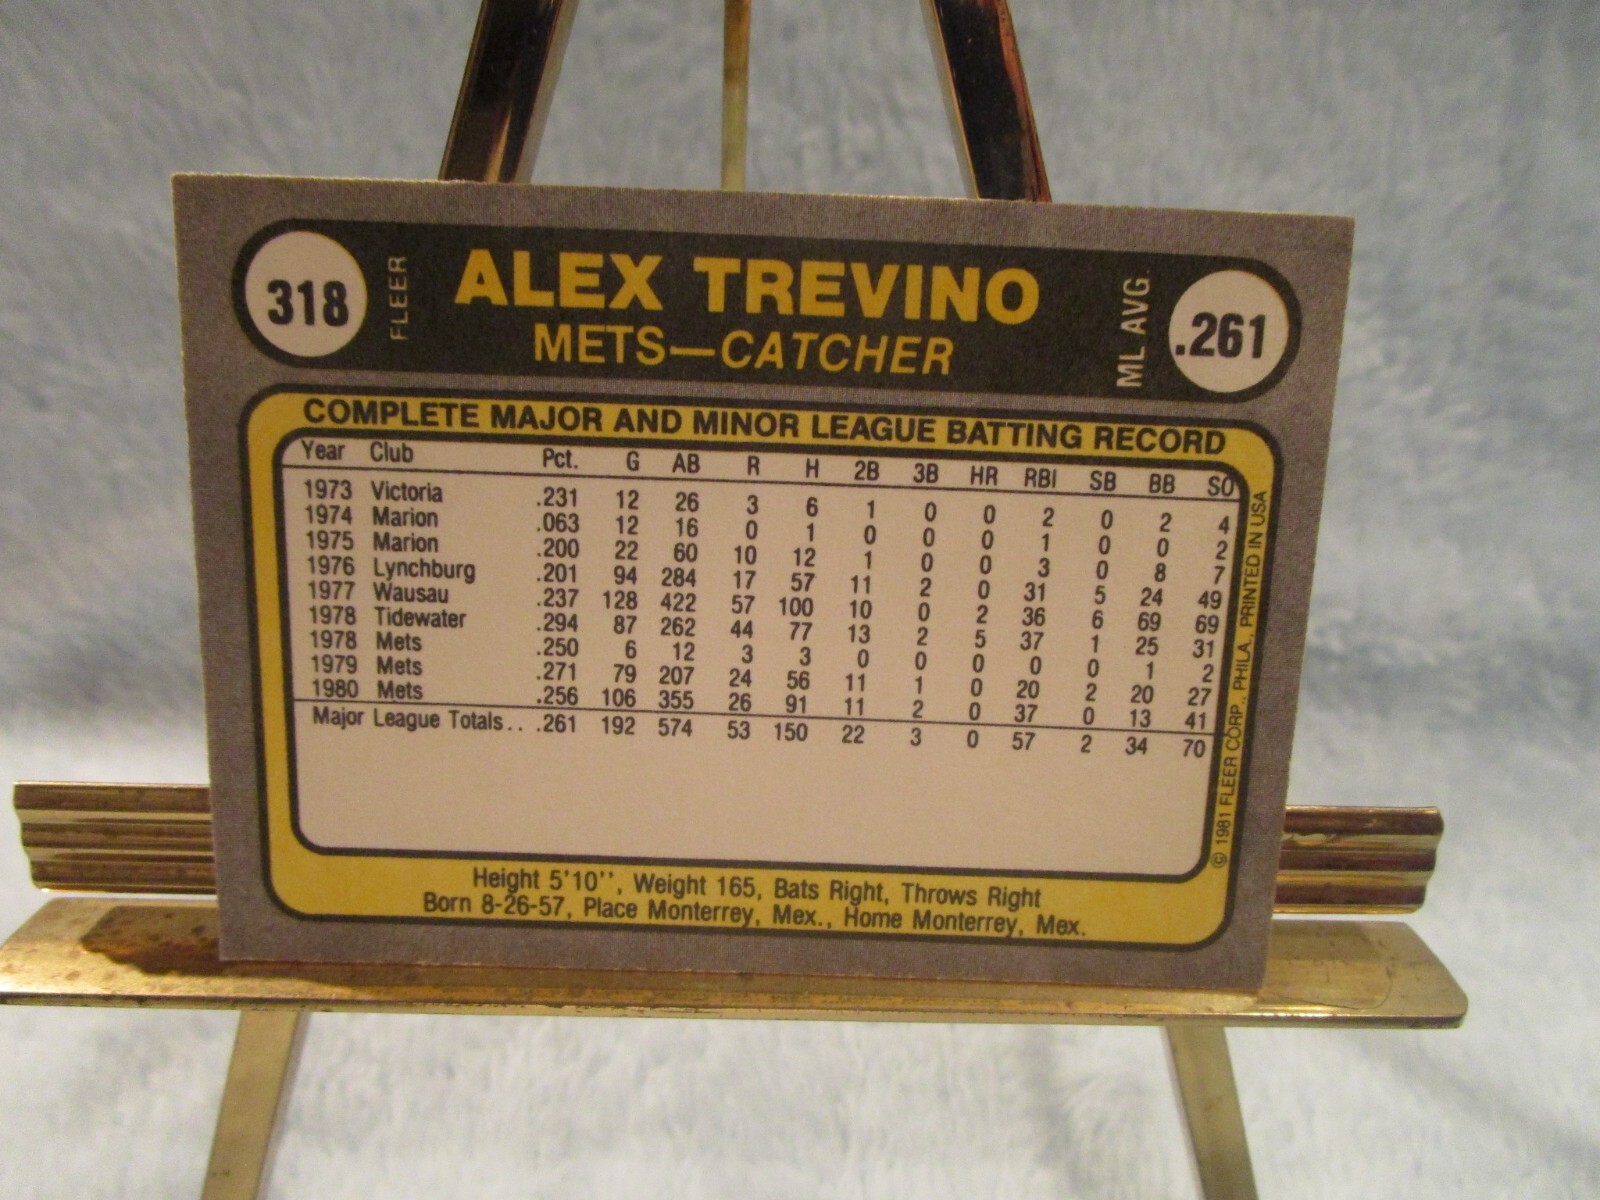 318 FLEER ALEX TREVINO ML AVG. .261
METS—CATCHER
COMPLETE MAJOR AND MINOR LEAGUE BATTING RECORD
Year Club Pct. G AB R H 2B 3B HR RBI SB BB SO
1973 Victoria .231 12 26 3 6 1 0 0 2 0 2 4
1974 Marion .063 12 16 0 1 0 0 0 1 0 0 2
1975 Marion .200 22 60 10 12 1 0 0 3 0 8 7
1976 Lynchburg .201 94 284 17 57 11 2 0 31 5 24 49
1977 Wausau .237 128 422 57 100 10 0 2 36 6 69 69
1978 Tidewater .294 87 262 44 77 13 2 5 37 1 25 31
1978 Mets .250 6 12 3 3 0 0 0 0 0 1 2
1979 Mets .271 79 207 24 56 11 1 0 20 2 20 27
1980 Mets .256 106 355 26 91 11 2 0 37 0 13 41
Major League Totals.. .261 192 574 53 150 22 3 0 57 2 34 70
© 1981 FLEER CORP., PHILA., PRINTED IN USA
Height 5'10'', Weight 165, Bats Right, Throws Right
Born 8-26-57, Place Monterrey, Mex., Home Monterrey, Mex.